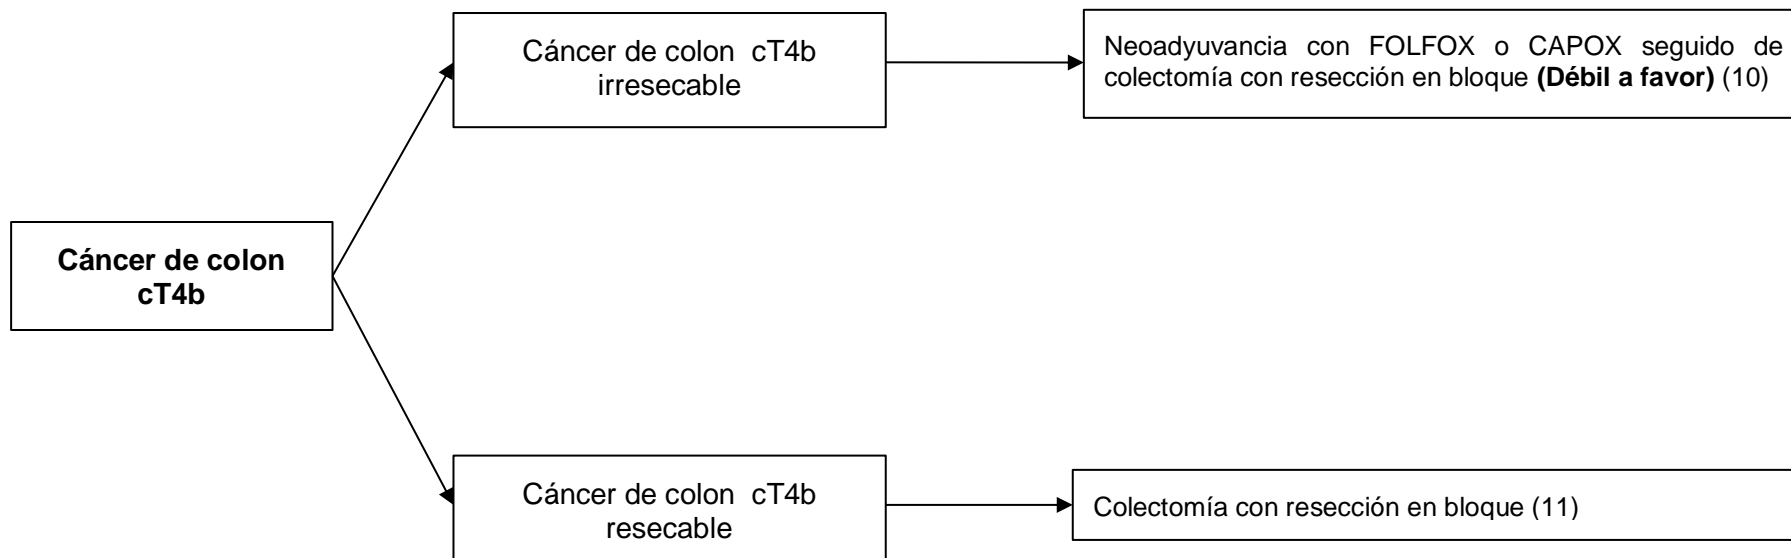 Cáncer de colon cT4b
irresecable
Neoadyuvancia con FOLFOX o CAPOX seguido de
colectomía con resección en bloque (Débil a favor) (10)
Cáncer de colon
cT4b
Cáncer de colon cT4b
resecable
Colectomía con resección en bloque (11)